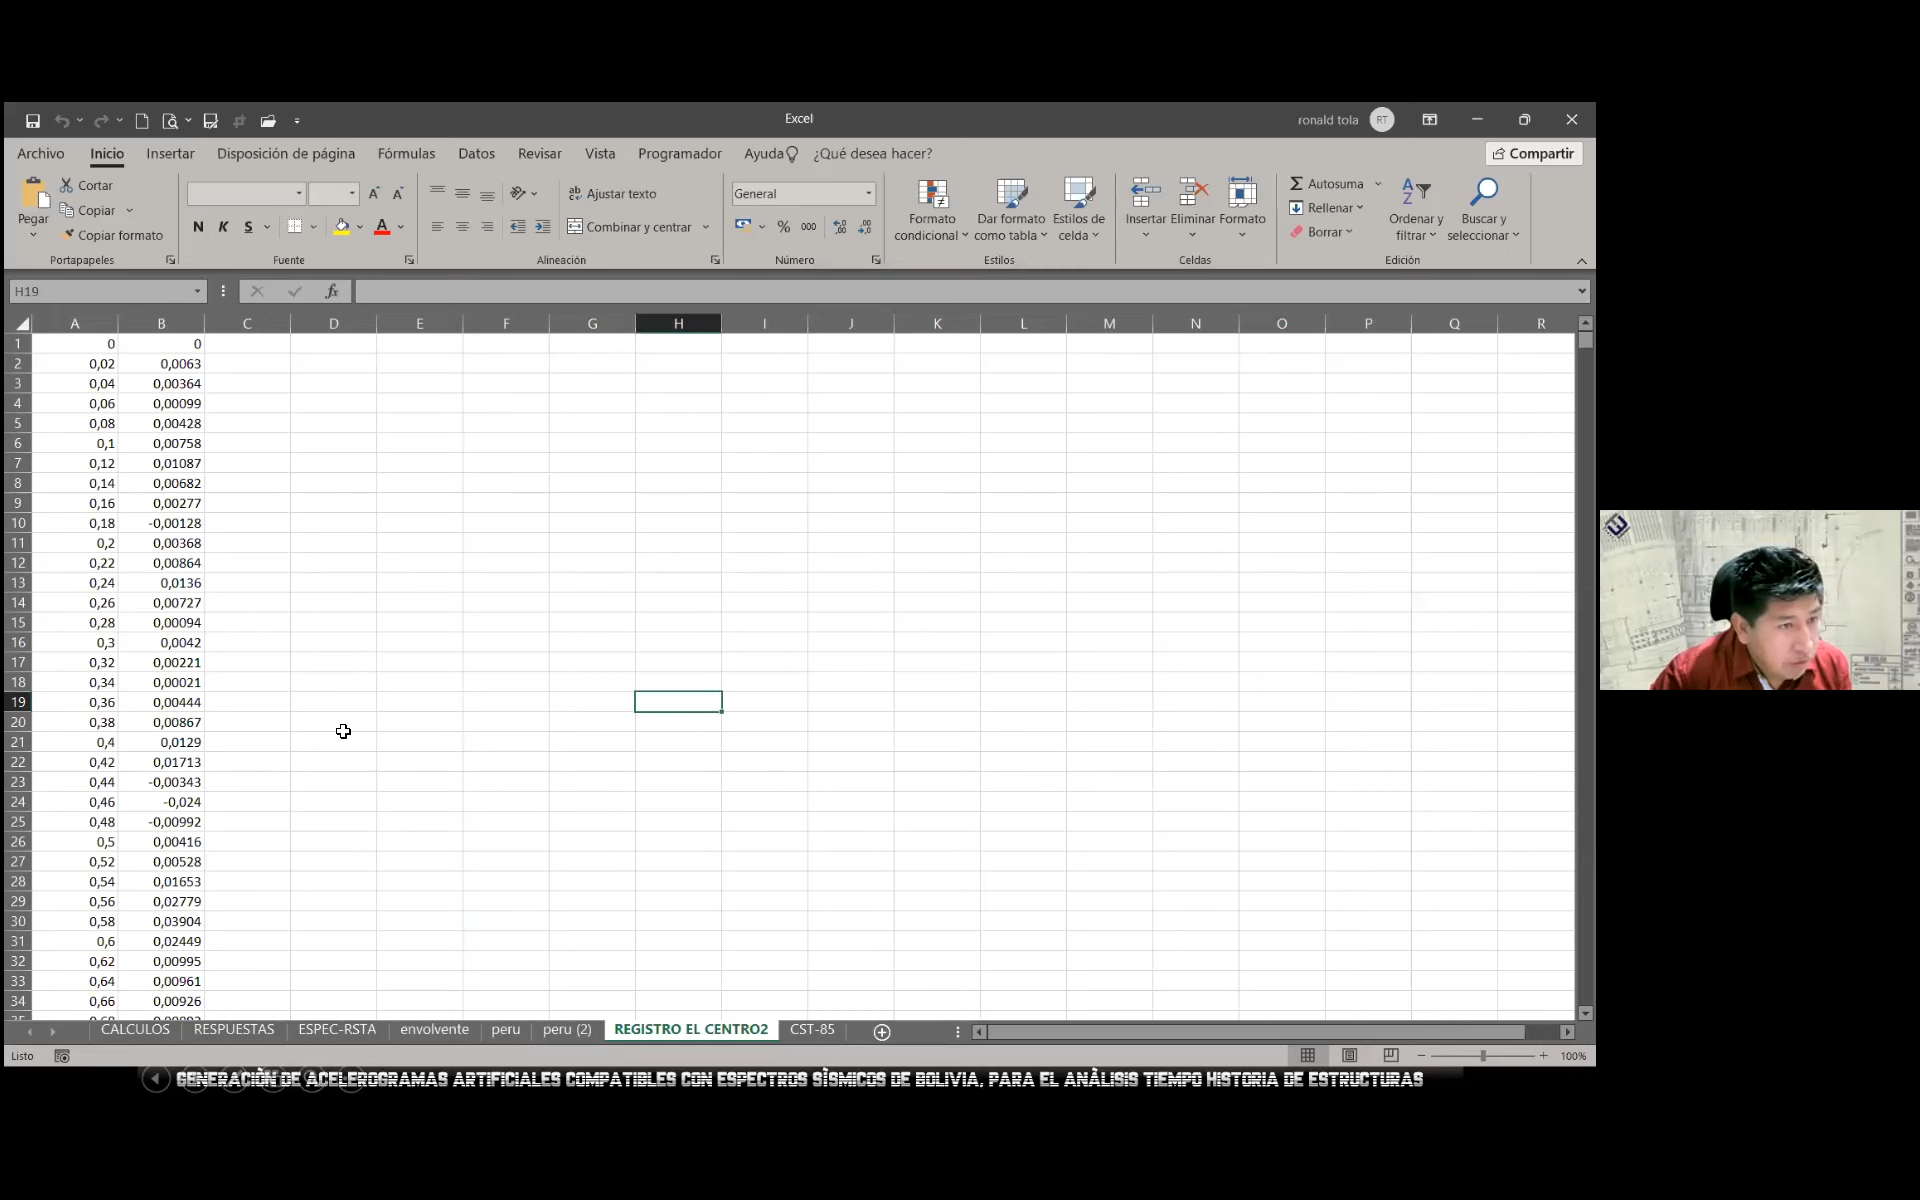 Excel
ronald tola RT
Archivo Inicio Insertar Disposición de página Fórmulas Datos Revisar Vista Programador Ayuda ¿Qué desea hacer? Compartir
Pegar
Cortar
Copiar
Copiar formato
Portapapeles
N K S A
Fuente
Ajustar texto
Combinar y centrar
Alineación
General
% 000
Número
Formato condicional
Dar formato como tabla
Estilos de celda
Estilos
Insertar Eliminar Formato
Celdas
Autosuma
Rellenar
Borrar
Ordenar y filtrar
Buscar y seleccionar
Edición
H19 fx
A B C D E F G H I J K L M N O P Q R
1 0 0
2 0,02 0,0063
3 0,04 0,00364
4 0,06 0,00099
5 0,08 0,00428
6 0,1 0,00758
7 0,12 0,01087
8 0,14 0,00682
9 0,16 0,00277
10 0,18 -0,00128
11 0,2 0,00368
12 0,22 0,00864
13 0,24 0,0136
14 0,26 0,00727
15 0,28 0,00094
16 0,3 0,0042
17 0,32 0,00221
18 0,34 0,00021
19 0,36 0,00444
20 0,38 0,00867
21 0,4 0,0129
22 0,42 0,01713
23 0,44 -0,00343
24 0,46 -0,024
25 0,48 -0,00992
26 0,5 0,00416
27 0,52 0,00528
28 0,54 0,01653
29 0,56 0,02779
30 0,58 0,03904
31 0,6 0,02449
32 0,62 0,00995
33 0,64 0,00961
34 0,66 0,00926
CALCULOS RESPUESTAS ESPEC-RSTA envolvente peru peru (2) REGISTRO EL CENTRO2 CST-85
Listo 100%
GENERACIÒN DE ACELEROGRAMAS ARTIFICIALES COMPATIBLES CON ESPECTROS SÌSMICOS DE BOLIVIA, PARA EL ANÀLISIS TIEMPO HISTORIA DE ESTRUCTURAS